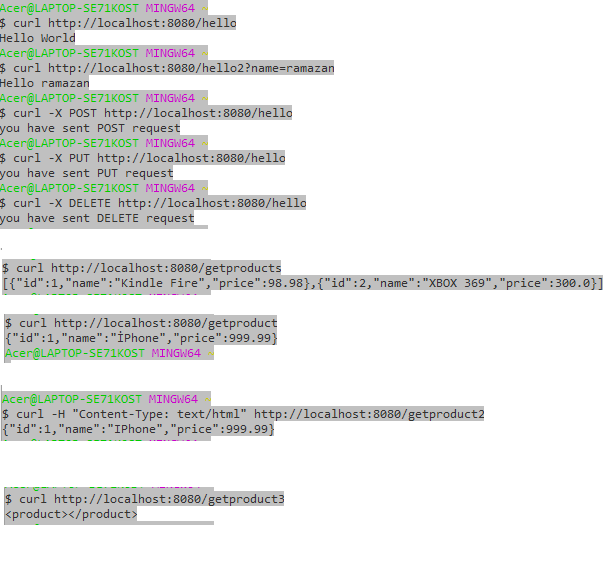 Acer@LAPTOP-SE71KOST MINGW64 ~
$ curl http://localhost:8080/hello
Hello World
Acer@LAPTOP-SE71KOST MINGW64 ~
$ curl http://localhost:8080/hello2?name=ramazan
Hello ramazan
Acer@LAPTOP-SE71KOST MINGW64 ~
$ curl -X POST http://localhost:8080/hello
you have sent POST request
Acer@LAPTOP-SE71KOST MINGW64 ~
$ curl -X PUT http://localhost:8080/hello
you have sent PUT request
Acer@LAPTOP-SE71KOST MINGW64 ~
$ curl -X DELETE http://localhost:8080/hello
you have sent DELETE request
$ curl http://localhost:8080/getproducts
[{"id":1,"name":"Kindle Fire","price":98.98},{"id":2,"name":"XBOX 369","price":300.0}]
$ curl http://localhost:8080/getproduct
{"id":1,"name":"İPhone","price":999.99}
Acer@LAPTOP-SE71KOST MINGW64 ~
Acer@LAPTOP-SE71KOST MINGW64 ~
$ curl -H "Content-Type: text/html" http://localhost:8080/getproduct2
{"id":1,"name":"IPhone","price":999.99}
$ curl http://localhost:8080/getproduct3
<product></product>